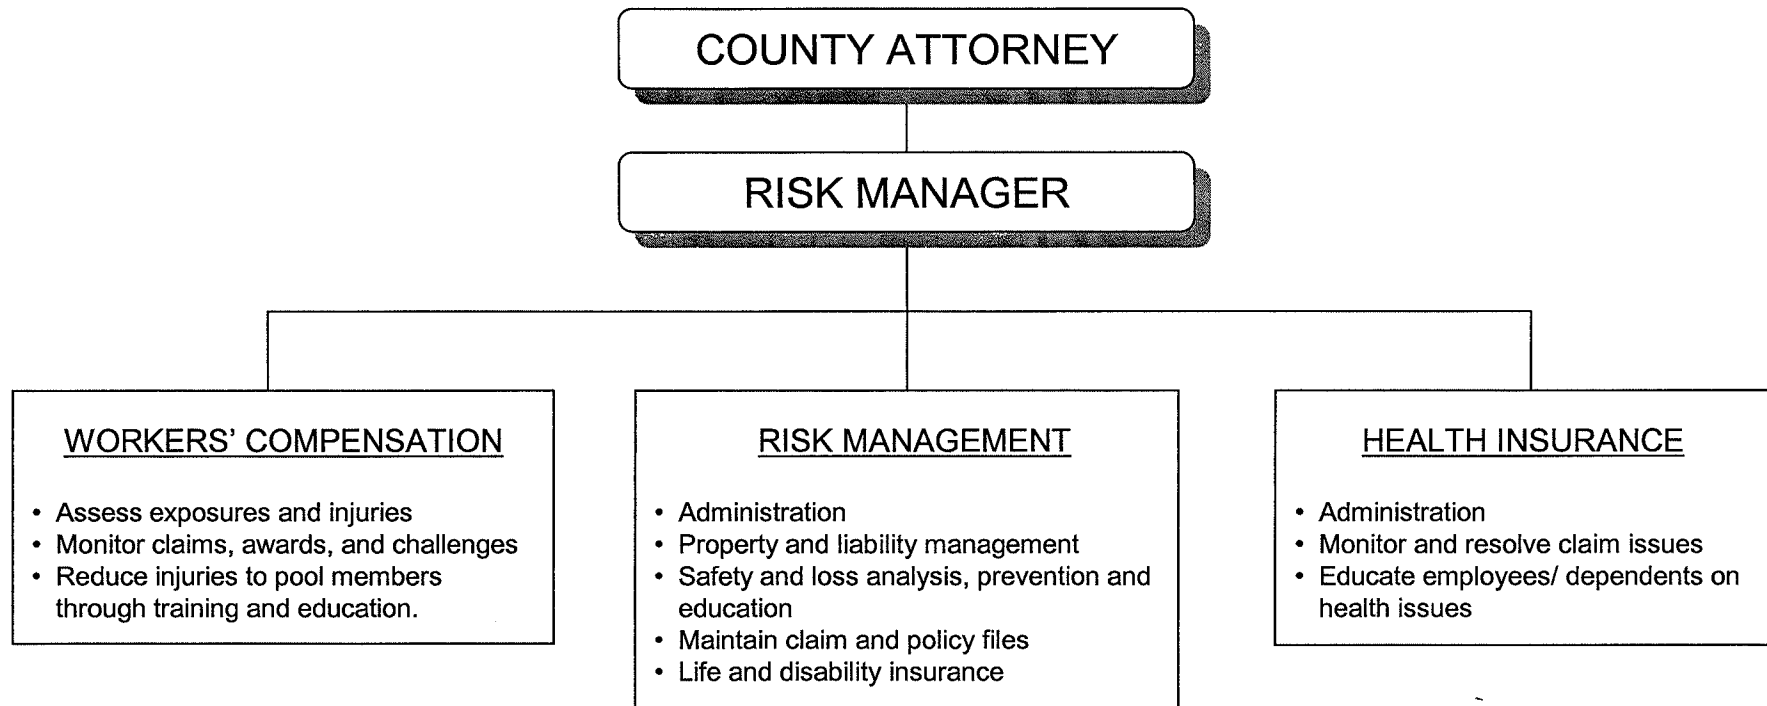 COUNTY ATTORNEY
RISK MANAGER
WORKERS’ COMPENSATION
• Assess exposures and injuries
• Monitor claims, awards, and challenges
• Reduce injuries to pool members
through training and education.
RISK MANAGEMENT
• Administration
• Property and liability management
• Safety and loss analysis, prevention and
education
• Maintain claim and policy files
• Life and disability insurance
HEALTH INSURANCE
• Administration
• Monitor and resolve claim issues
• Educate employees/ dependents on
health issues